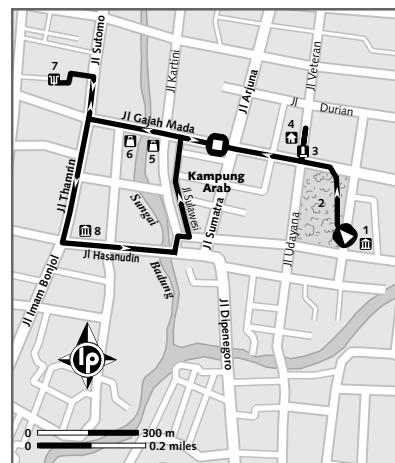 Jl Sutomo
Jl Kartini
Jl Veteran
Jl Arjuna
7
Jl
Durian
4
3
Jl Gajah Mada
6
5
Kampung
Arab
2
1
Jl Thamrin
Jl Sulawesi
Sungai
Badung
Jl Sumatra
Jl Udayana
8
Jl Hasanudin
Jl Imam Bonjol
Jl Dipenegoro
lp
0 300 m
0 0.2 miles